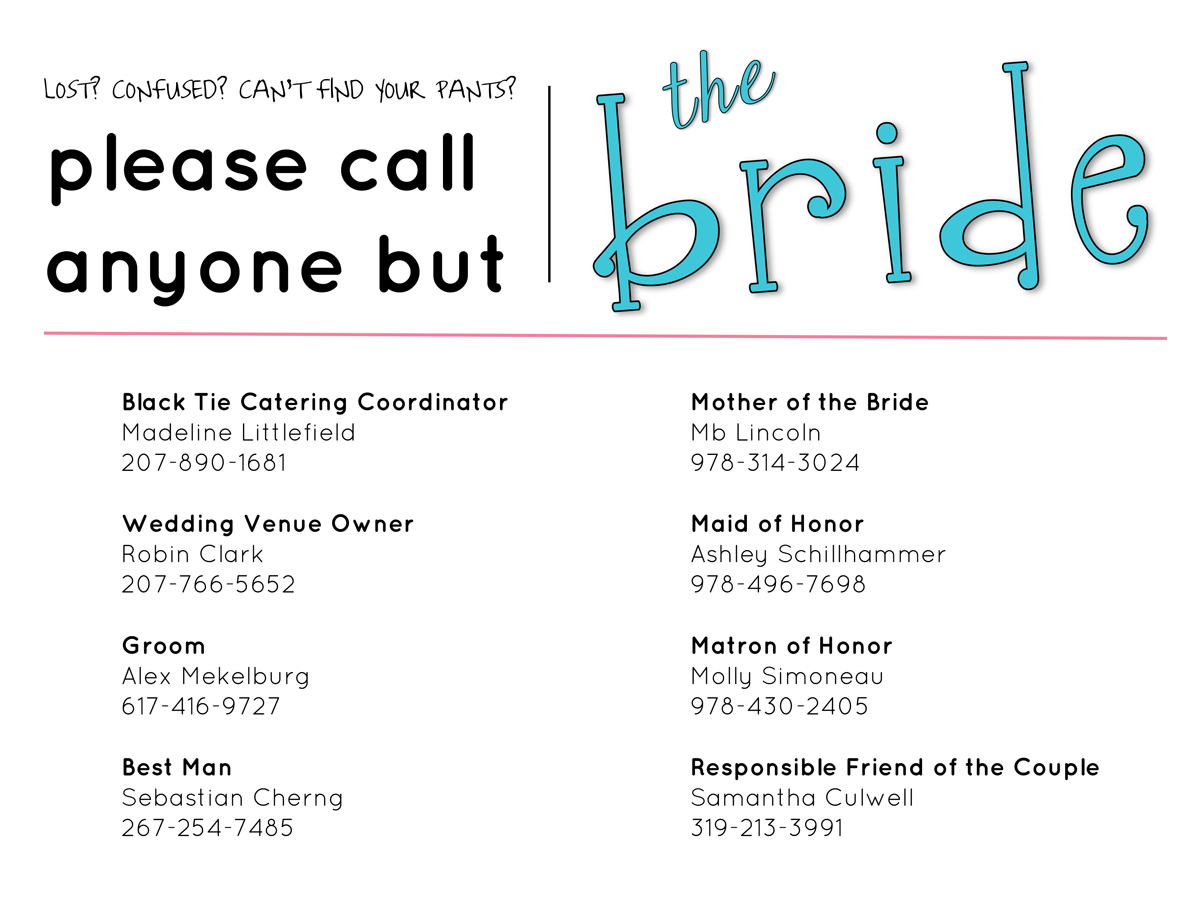 LOST? CONFUSED? CAN'T FIND YOUR PANTS?
please call
anyone but
the
bride
Black Tie Catering Coordinator
Madeline Littlefield
207-890-1681
Wedding Venue Owner
Robin Clark
207-766-5652
Groom
Alex Mekelburg
617-416-9727
Best Man
Sebastian Cherng
267-254-7485
Mother of the Bride
Mb Lincoln
978-314-3024
Maid of Honor
Ashley Schillhammer
978-496-7698
Matron of Honor
Molly Simoneau
978-430-2405
Responsible Friend of the Couple
Samantha Culwell
319-213-3991